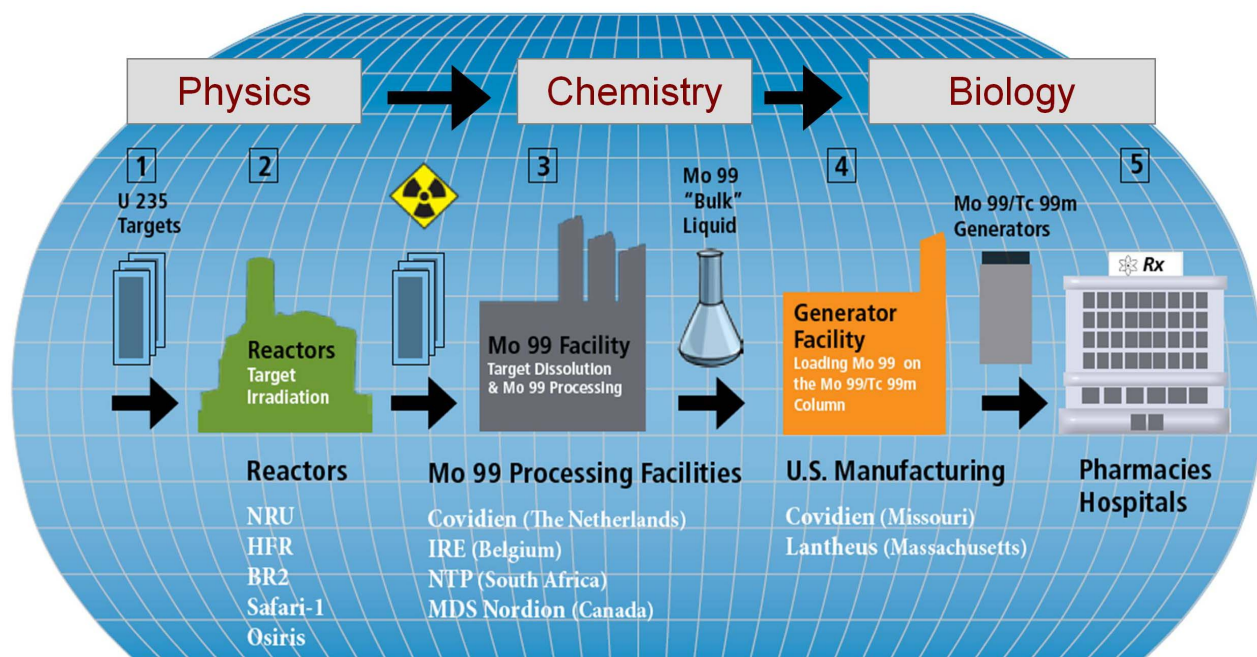 Physics
Chemistry
Biology
1
2
3
4
5
U 235
Targets
Mo 99
"Bulk"
Liquid
Mo 99/Tc 99m
Generators
Rx
Reactors
Target
Irradiation
Mo 99 Facility
Target Dissolution
& Mo 99 Processing
Generator
Facility
Loading Mo 99 on
the Mo 99/Tc 99m
Column
Reactors
NRU
HFR
BR2
Safari-1
Osiris
Mo 99 Processing Facilities
Covidien (The Netherlands)
IRE (Belgium)
NTP (South Africa)
MDS Nordion (Canada)
U.S. Manufacturing
Covidien (Missouri)
Lantheus (Massachusetts)
Pharmacies
Hospitals